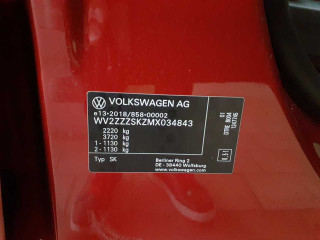 VOLKSWAGEN AG
e13-2018/858-00002
WV2ZZZSKZMX034843
2220 kg
3720 kg
1 - 1130 kg
2 - 1130 kg
Typ SK
Berliner Ring 2
DE - 38440 Wolfsburg
www.volkswagen.com
01